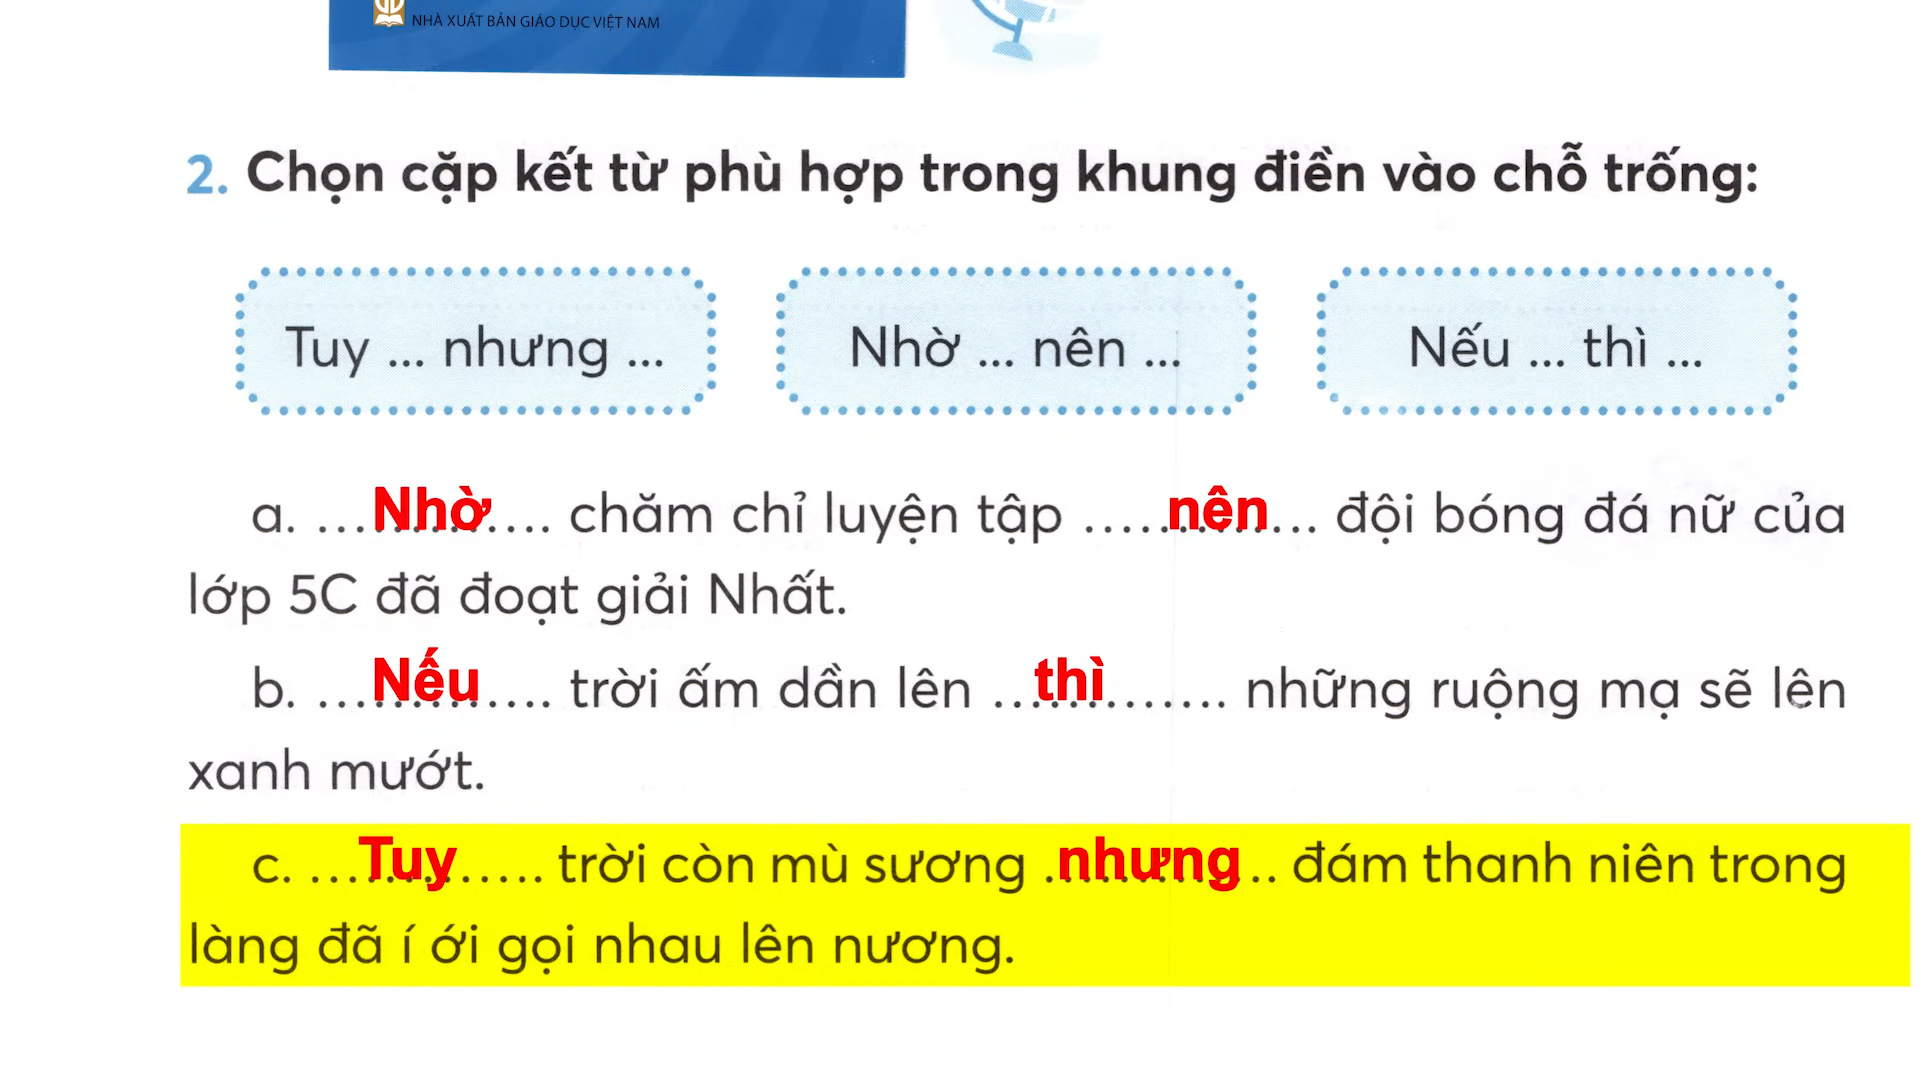 NHÀ XUẤT BẢN GIÁO DỤC VIỆT NAM
2. Chọn cặp kết từ phù hợp trong khung điền vào chỗ trống:
Tuy ... nhưng ... Nhờ ... nên ... Nếu ... thì ...
a. ...Nhờ.... chăm chỉ luyện tập ....nên... đội bóng đá nữ của
lớp 5C đã đoạt giải Nhất.
b. ...Nếu.... trời ấm dần lên ...thì....... những ruộng mạ sẽ lên
xanh mướt.
c. ...Tuy..... trời còn mù sương .nhưng.. đám thanh niên trong
làng đã í ới gọi nhau lên nương.